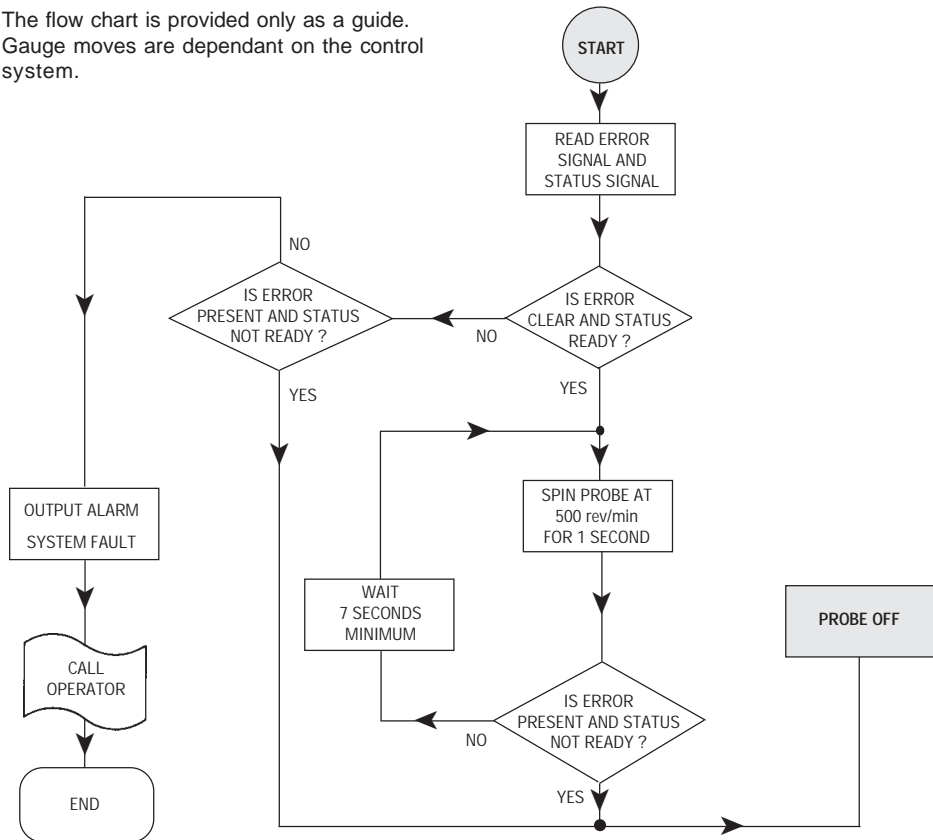 The flow chart is provided only as a guide.
Gauge moves are dependant on the control
system.
START
READ ERROR
SIGNAL AND
STATUS SIGNAL
NO
IS ERROR
PRESENT AND STATUS
NOT READY ?
IS ERROR
CLEAR AND STATUS
READY ?
NO
YES
YES
OUTPUT ALARM
SYSTEM FAULT
SPIN PROBE AT
500 rev/min
FOR 1 SECOND
WAIT
7 SECONDS
MINIMUM
PROBE OFF
CALL
OPERATOR
IS ERROR
PRESENT AND STATUS
NOT READY ?
NO
YES
END